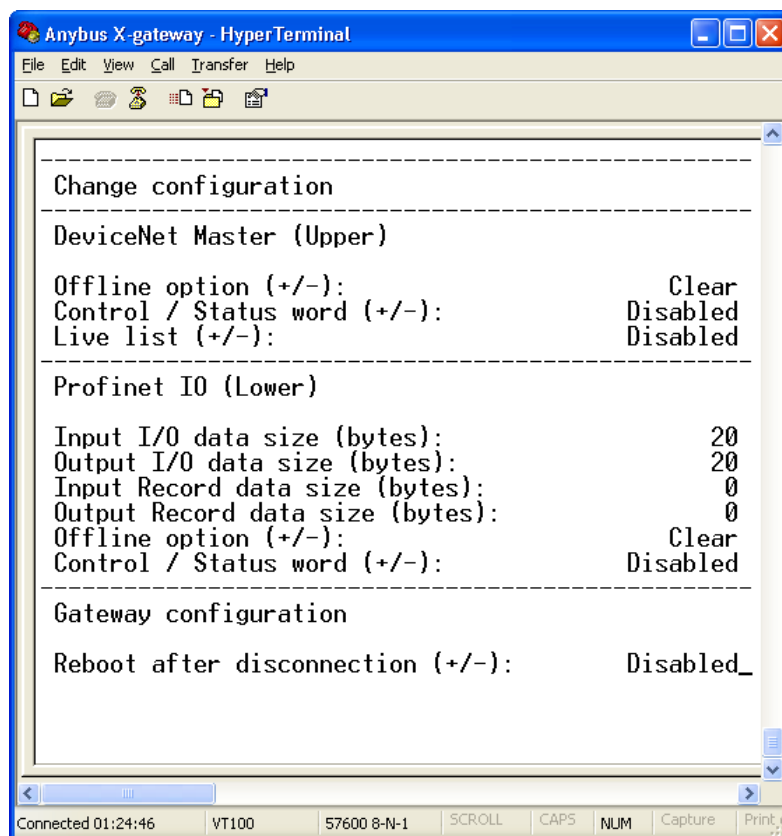 Anybus X-gateway - HyperTerminal
File Edit View Call Transfer Help
Change configuration
DeviceNet Master (Upper)
Offline option (+/-): Clear
Control / Status word (+/-): Disabled
Live list (+/-): Disabled
Profinet IO (Lower)
Input I/O data size (bytes): 20
Output I/O data size (bytes): 20
Input Record data size (bytes): 0
Output Record data size (bytes): 0
Offline option (+/-): Clear
Control / Status word (+/-): Disabled
Gateway configuration
Reboot after disconnection (+/-): Disabled_
Connected 01:24:46 VT100 57600 8-N-1 SCROLL CAPS NUM Capture Print